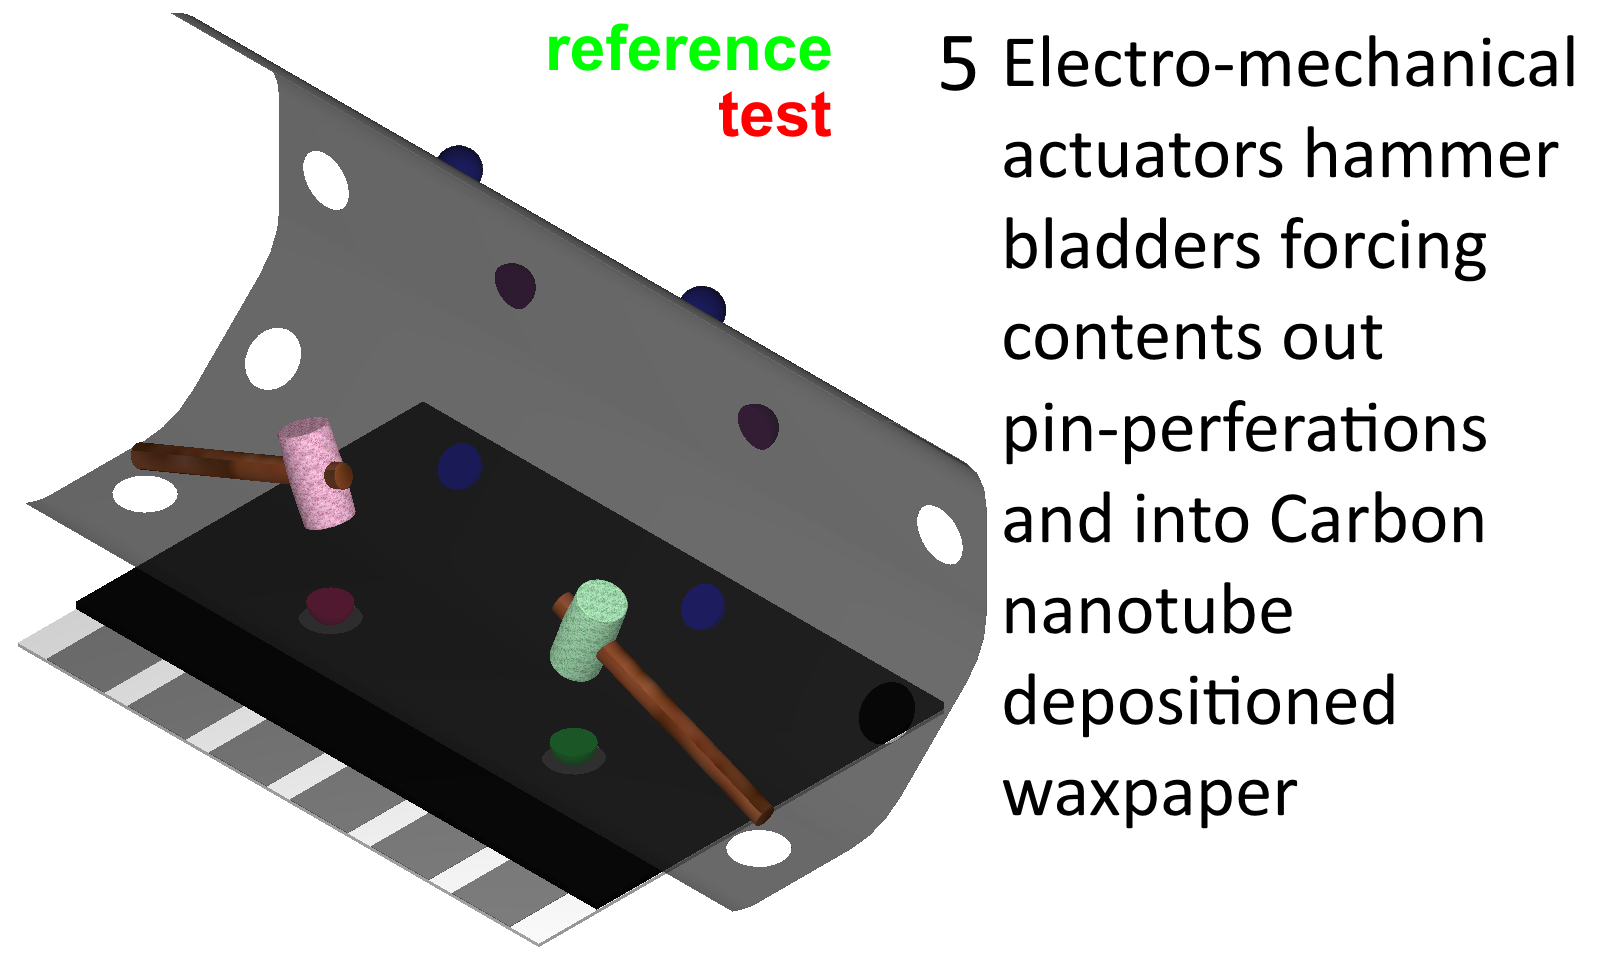 reference
test
5 Electro-mechanical
actuators hammer
bladders forcing
contents out
pin-perferations
and into Carbon
nanotube
depositioned
waxpaper